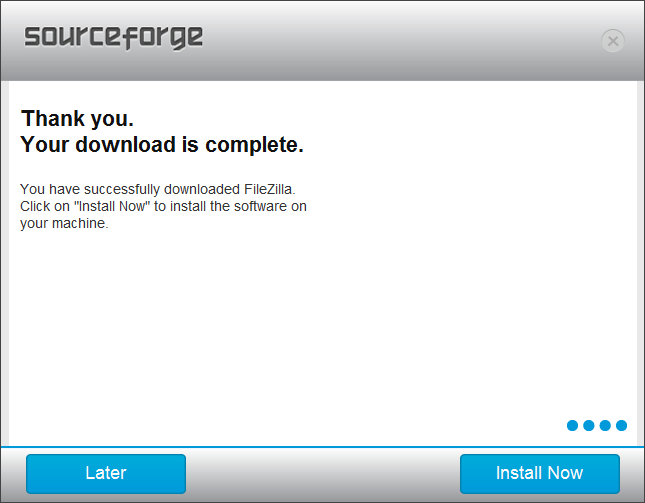 sourceforge
Thank you.
Your download is complete.
You have successfully downloaded FileZilla.
Click on "Install Now" to install the software on
your machine.
Later
Install Now